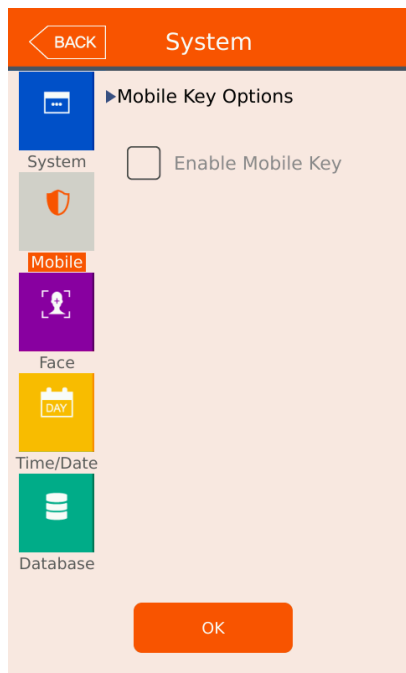 BACK
System
Mobile Key Options
System
Enable Mobile Key
Mobile
Face
DAY
Time/Date
Database
OK